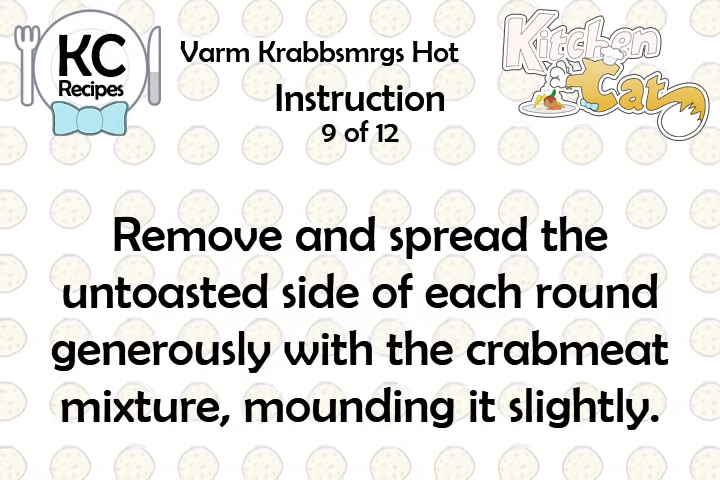 KC
Recipes
Varm Krabbsmrgs Hot
Instruction
9 of 12
Kitchen
Cat
Remove and spread the
untoasted side of each round
generously with the crabmeat
mixture, mounding it slightly.